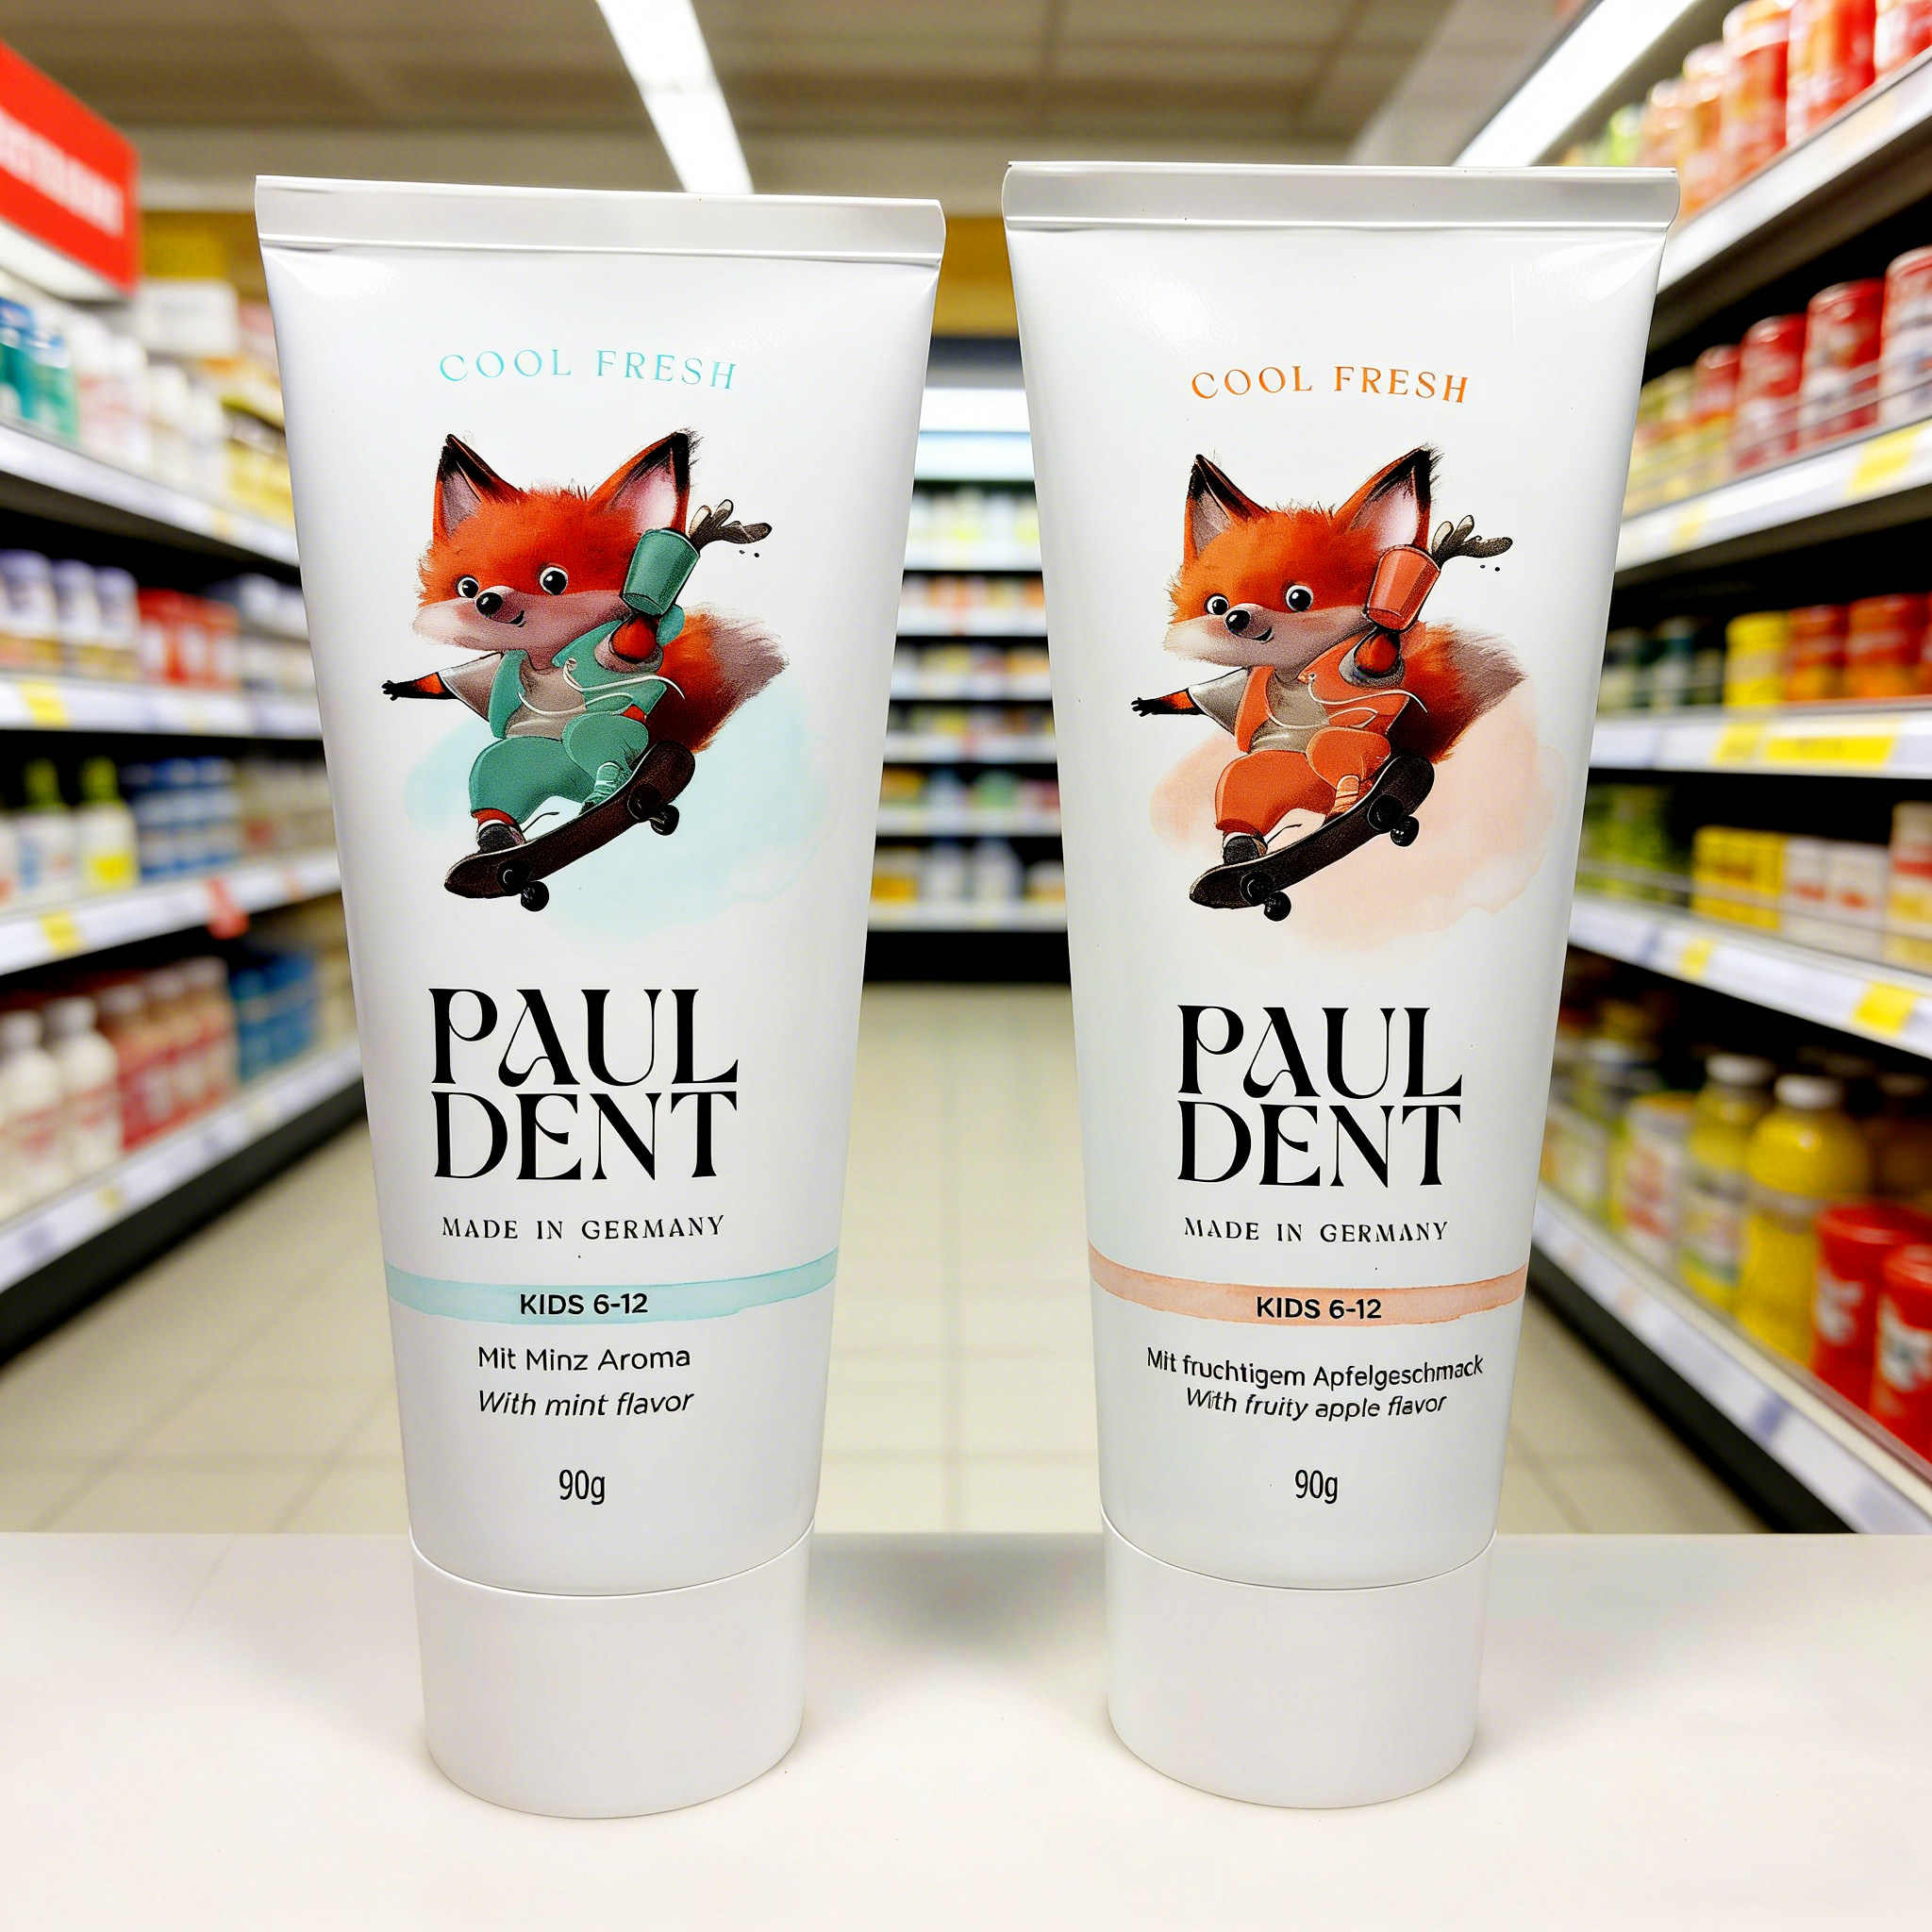 COOL FRESH
PAUL
DENT
MADE IN GERMANY
KIDS 6-12
Mit Minz Aroma
With mint flavor
90g
COOL FRESH
PAUL
DENT
MADE IN GERMANY
KIDS 6-12
Mit fruchtigem Apfelgeschmack
With fruity apple flavor
90g